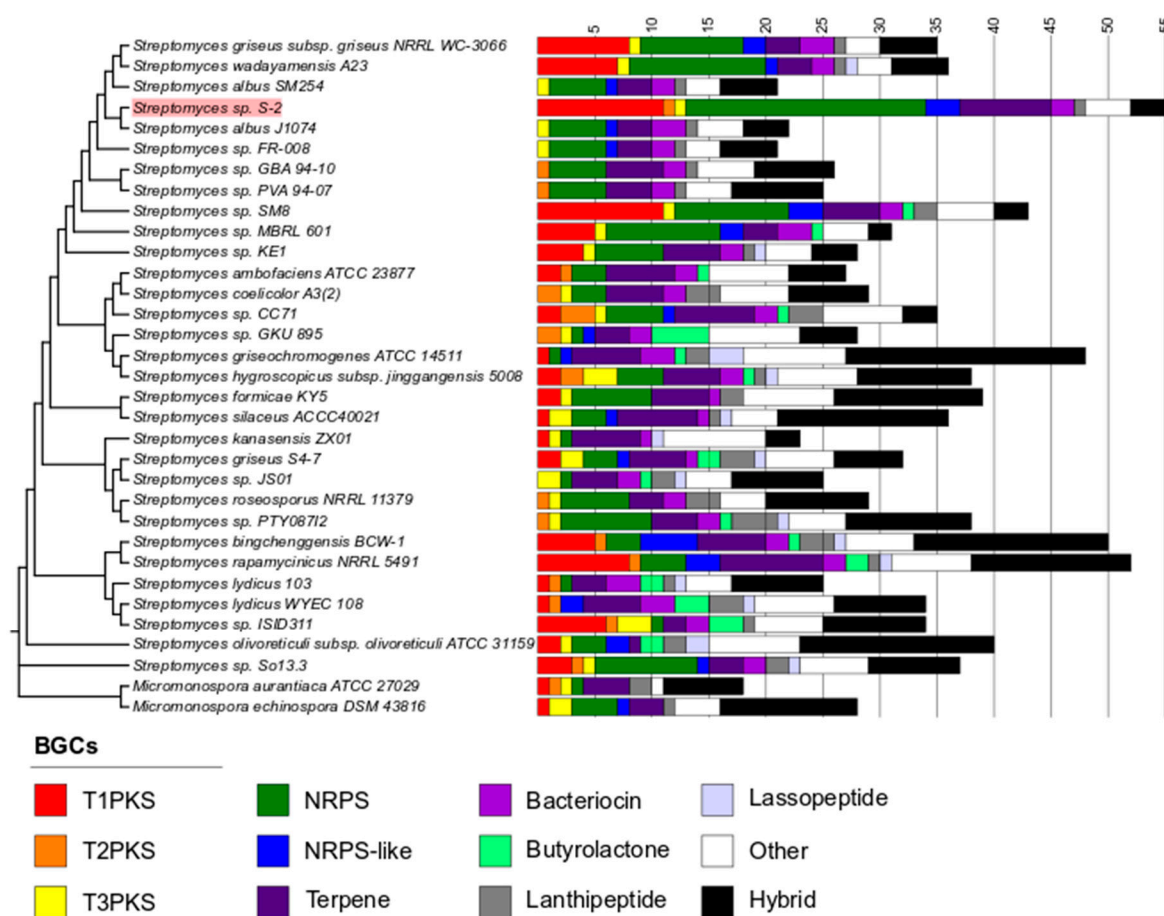 5 10 15 20 25 30 35 40 45 50 55
Streptomyces griseus subsp. griseus NRRL WC-3066
Streptomyces wadayamensis A23
Streptomyces albus SM254
Streptomyces sp. S-2
Streptomyces albus J1074
Streptomyces sp. FR-008
Streptomyces sp. GBA 94-10
Streptomyces sp. PVA 94-07
Streptomyces sp. SM8
Streptomyces sp. MBRL 601
Streptomyces sp. KE1
Streptomyces ambofaciens ATCC 23877
Streptomyces coelicolor A3(2)
Streptomyces sp. CC71
Streptomyces sp. GKU 895
Streptomyces griseochromogenes ATCC 14511
Streptomyces hygroscopicus subsp. jinggangensis 5008
Streptomyces formicae KY5
Streptomyces silaceus ACCC40021
Streptomyces kanasensis ZX01
Streptomyces griseus S4-7
Streptomyces sp. JS01
Streptomyces roseosporus NRRL 11379
Streptomyces sp. PTY087I2
Streptomyces bingchenggensis BCW-1
Streptomyces rapamycinicus NRRL 5491
Streptomyces lydicus 103
Streptomyces lydicus WYEC 108
Streptomyces sp. ISID311
Streptomyces olivoreticuli subsp. olivoreticuli ATCC 31159
Streptomyces sp. So13.3
Micromonospora aurantiaca ATCC 27029
Micromonospora echinospora DSM 43816
BGCs
T1PKS NRPS Bacteriocin Lassopeptide
T2PKS NRPS-like Butyrolactone Other
T3PKS Terpene Lanthipeptide Hybrid